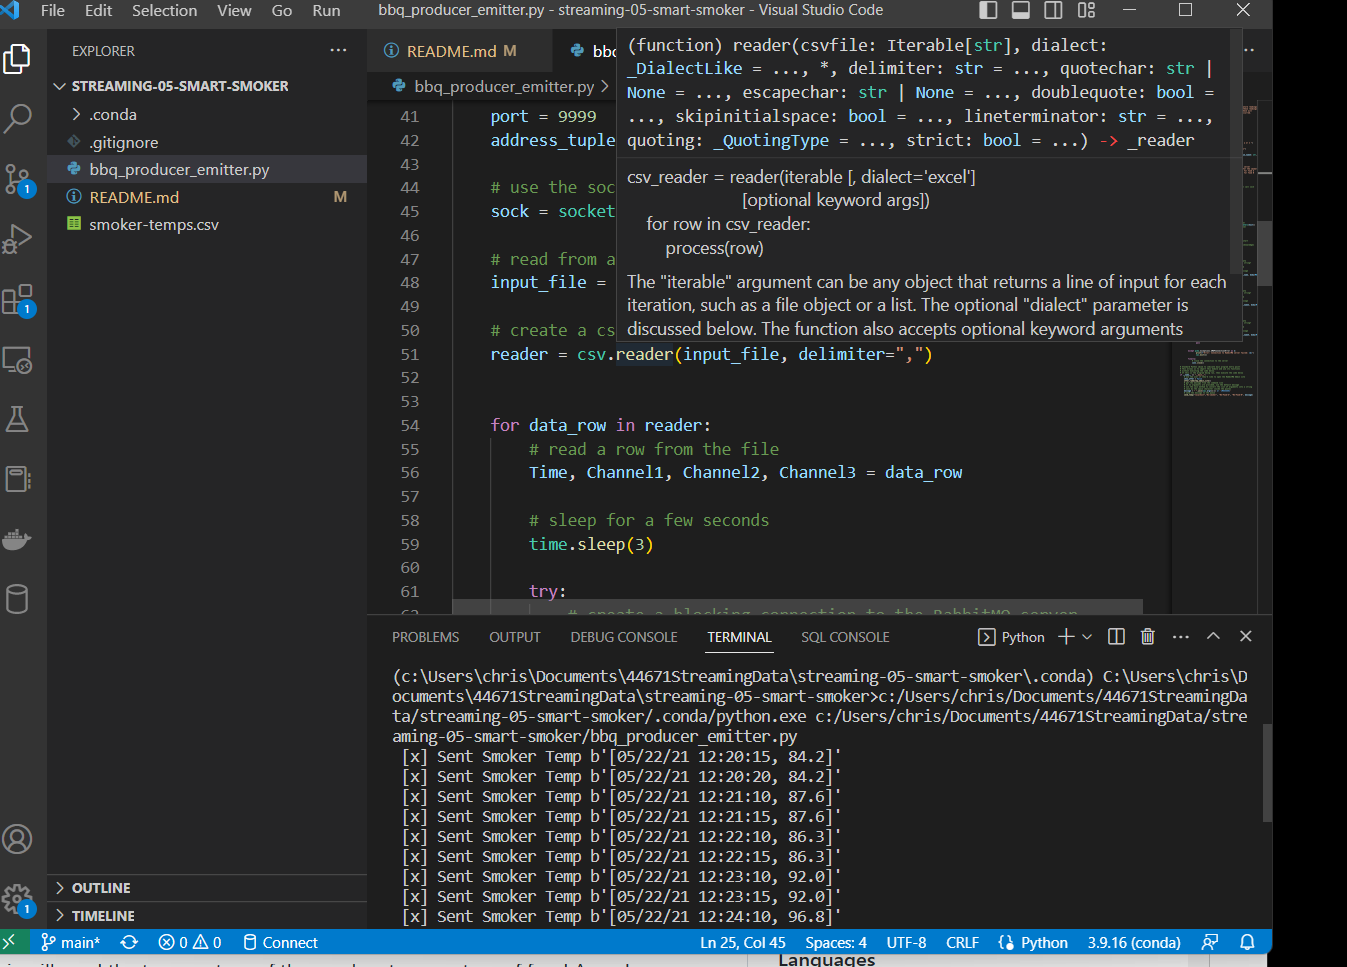 File Edit Selection View Go Run bbq_producer_emitter.py - streaming-05-smart-smoker - Visual Studio Code
EXPLORER
STREAMING-05-SMART-SMOKER
.conda
.gitignore
bbq_producer_emitter.py
README.md M
smoker-temps.csv
OUTLINE
TIMELINE
1
1
1
README.md M bbq
bbq_producer_emitter.py >
(function) reader(csvfile: Iterable[str], dialect:
_DialectLike = ..., *, delimiter: str = ..., quotechar: str |
None = ..., escapechar: str | None = ..., doublequote: bool =
..., skipinitialspace: bool = ..., lineterminator: str = ...,
quoting: _QuotingType = ..., strict: bool = ...) -> _reader
csv_reader = reader(iterable [, dialect='excel']
[optional keyword args])
for row in csv_reader:
process(row)
The "iterable" argument can be any object that returns a line of input for each
iteration, such as a file object or a list. The optional "dialect" parameter is
discussed below. The function also accepts optional keyword arguments
41 port = 9999
42 address_tuple
43
44 # use the soc
45 sock = socket
46
47 # read from a
48 input_file =
49
50 # create a cs
51 reader = csv.reader(input_file, delimiter=",")
52
53
54 for data_row in reader:
55 # read a row from the file
56 Time, Channel1, Channel2, Channel3 = data_row
57
58 # sleep for a few seconds
59 time.sleep(3)
60
61 try:
62 # create a blocking connection to the RabbitMQ server
PROBLEMS OUTPUT DEBUG CONSOLE TERMINAL SQL CONSOLE Python
(c:\Users\chris\Documents\44671StreamingData\streaming-05-smart-smoker\.conda) C:\Users\chris\D
ocuments\44671StreamingData\streaming-05-smart-smoker>c:/Users/chris/Documents/44671StreamingDa
ta/streaming-05-smart-smoker/.conda/python.exe c:/Users/chris/Documents/44671StreamingData/stre
aming-05-smart-smoker/bbq_producer_emitter.py
[x] Sent Smoker Temp b'[05/22/21 12:20:15, 84.2]'
[x] Sent Smoker Temp b'[05/22/21 12:20:20, 84.2]'
[x] Sent Smoker Temp b'[05/22/21 12:21:10, 87.6]'
[x] Sent Smoker Temp b'[05/22/21 12:21:15, 87.6]'
[x] Sent Smoker Temp b'[05/22/21 12:22:10, 86.3]'
[x] Sent Smoker Temp b'[05/22/21 12:22:15, 86.3]'
[x] Sent Smoker Temp b'[05/22/21 12:23:10, 92.0]'
[x] Sent Smoker Temp b'[05/22/21 12:23:15, 92.0]'
[x] Sent Smoker Temp b'[05/22/21 12:24:10, 96.8]'
main* 0 0 Connect Ln 25, Col 45 Spaces: 4 UTF-8 CRLF Python 3.9.16 (conda)
Languages